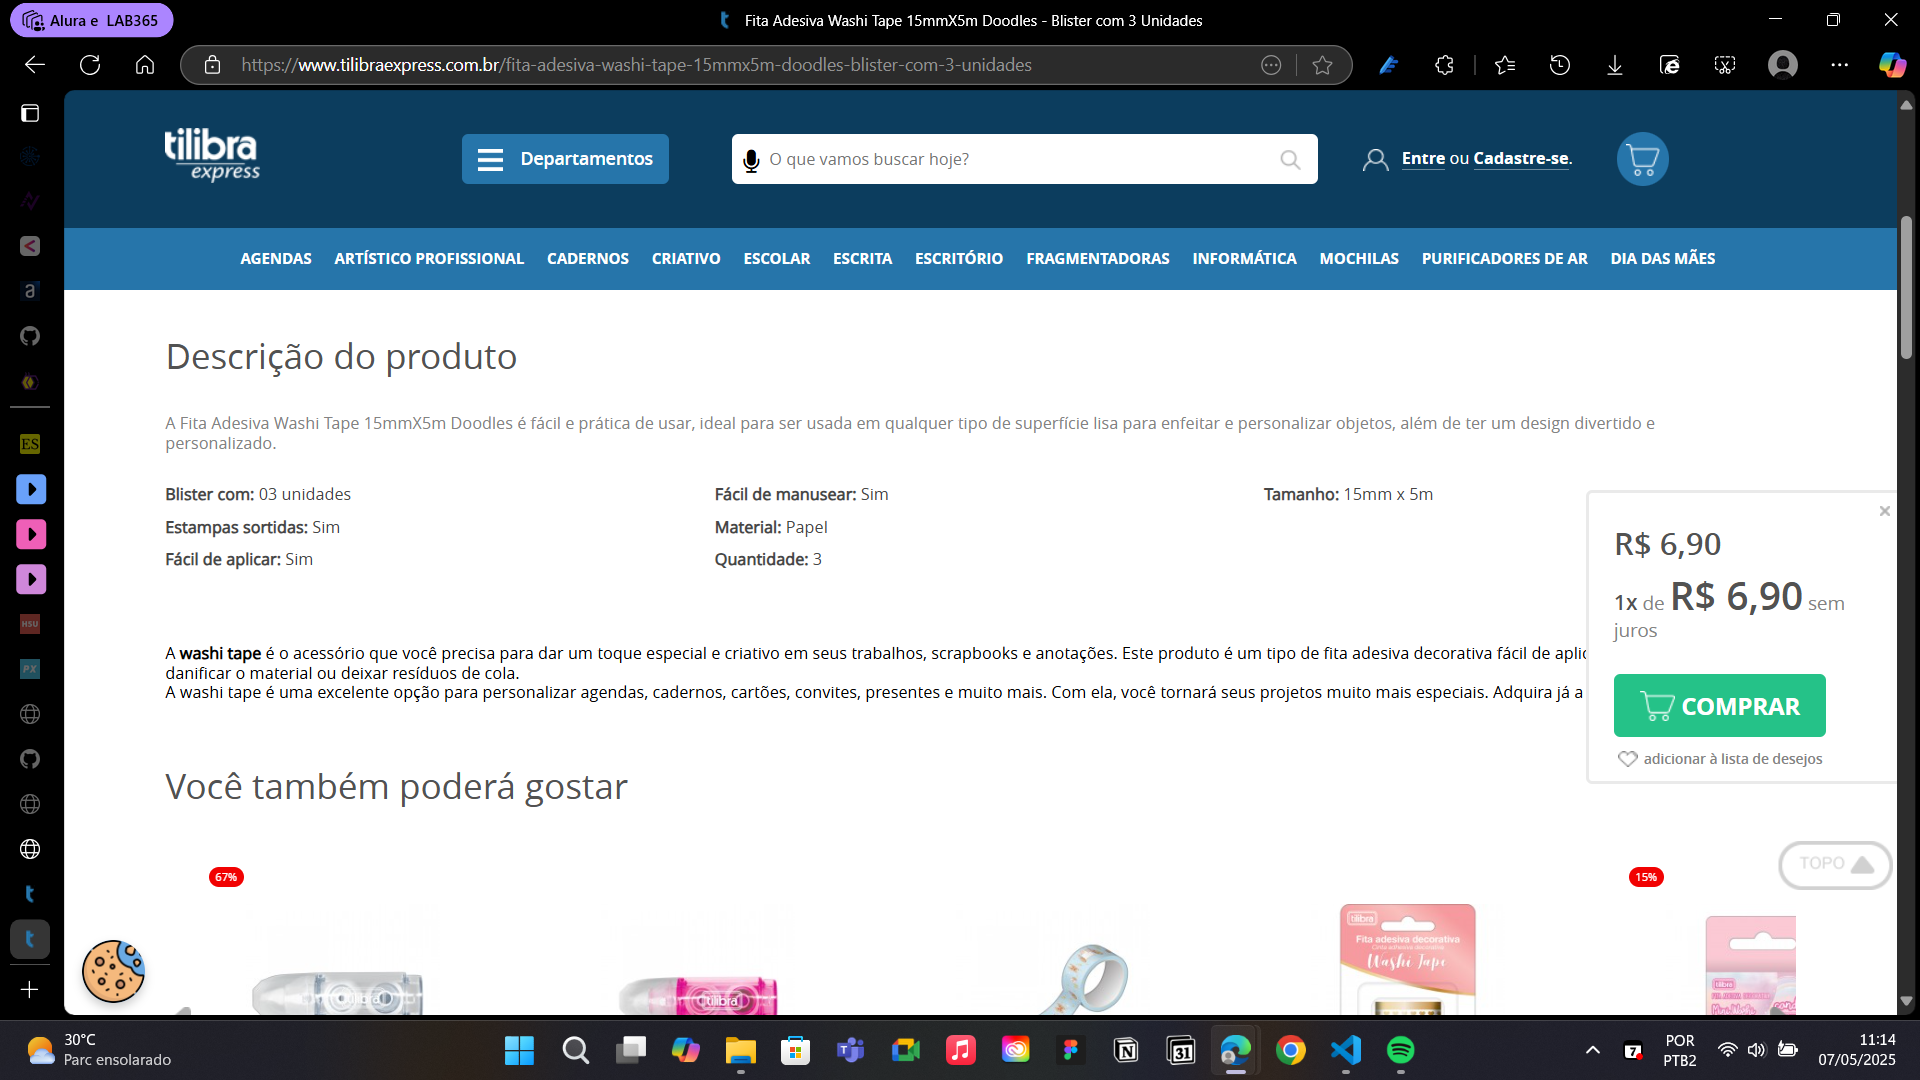 Alura e LAB365
Fita Adesiva Washi Tape 15mmX5m Doodles - Blister com 3 Unidades
https://www.tilibraexpress.com.br/fita-adesiva-washi-tape-15mmx5m-doodles-blister-com-3-unidades
tilibra
express
Departamentos
O que vamos buscar hoje?
Entre ou Cadastre-se.
AGENDAS ARTÍSTICO PROFISSIONAL CADERNOS CRIATIVO ESCOLAR ESCRITA ESCRITÓRIO FRAGMENTADORAS INFORMÁTICA MOCHILAS PURIFICADORES DE AR DIA DAS MÃES
Descrição do produto
A Fita Adesiva Washi Tape 15mmX5m Doodles é fácil e prática de usar, ideal para ser usada em qualquer tipo de superfície lisa para enfeitar e personalizar objetos, além de ter um design divertido e
personalizado.
Blister com: 03 unidades
Fácil de manusear: Sim
Tamanho: 15mm x 5m
Estampas sortidas: Sim
Material: Papel
Fácil de aplicar: Sim
Quantidade: 3
R$ 6,90
1x de R$ 6,90 sem
juros
COMPRAR
adicionar à lista de desejos
A washi tape é o acessório que você precisa para dar um toque especial e criativo em seus trabalhos, scrapbooks e anotações. Este produto é um tipo de fita adesiva decorativa fácil de aplic
danificar o material ou deixar resíduos de cola.
A washi tape é uma excelente opção para personalizar agendas, cadernos, cartões, convites, presentes e muito mais. Com ela, você tornará seus projetos muito mais especiais. Adquira já a
Você também poderá gostar
TOPO
67%
15%
tilibra
tilibra
tilibra
Fita adesiva decorativa
Washi Tape
tilibra
ES
HSU
PX
30°C
Parc ensolarado
31
7
POR
PTB2
11:14
07/05/2025